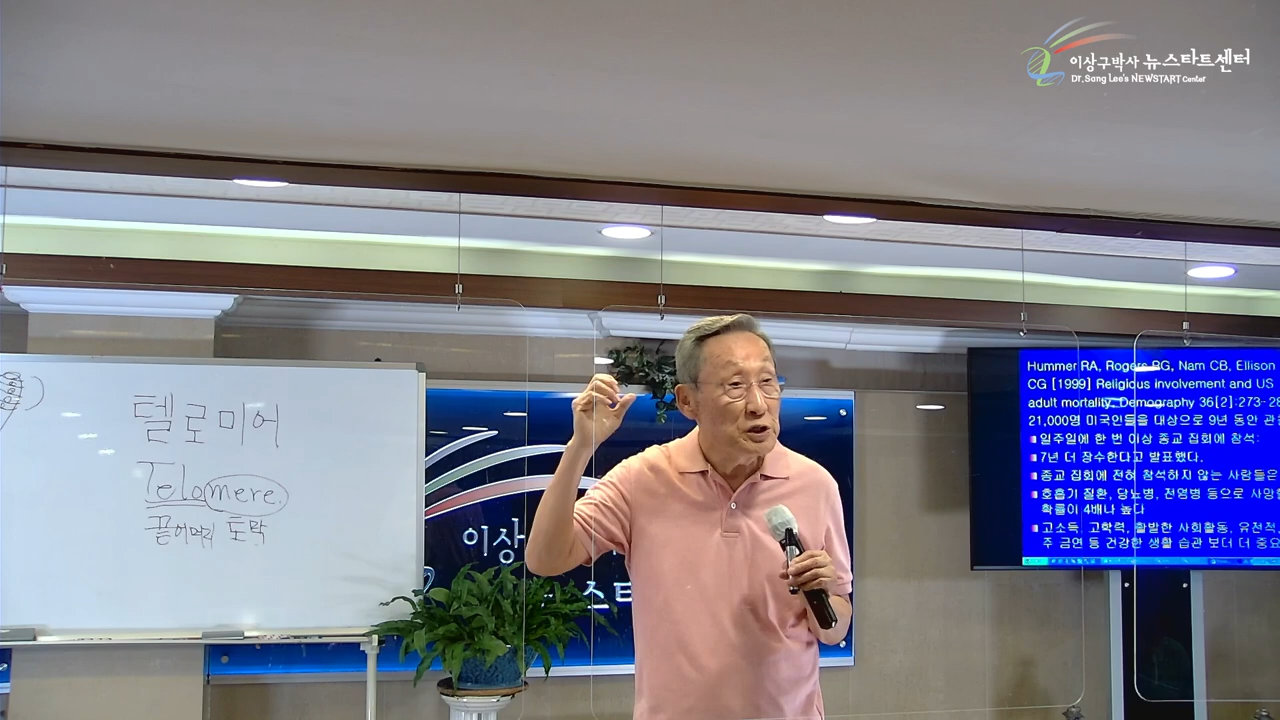 이상구박사 뉴스타트센터
Dr. Sang Lee's NEWSTART Center
텔로미어
Telomere
끝어머리 토막
이상
스타
Hummer RA, Rogers RG, Nam CB, Ellison
CG [1999] Religious involvement and US
adult mortality. Demography 36[2]:273-28
21,000명 미국인들을 대상으로 9년 동안 관
일주일에 한 번 이상 종교 집회에 참석:
7년 더 장수한다고 발표했다.
종교 집회에 전혀 참석하지 않는 사람들은
호흡기 질환, 당뇨병, 전염병 등으로 사망할
확률이 4배나 높다
고소득, 고학력, 활발한 사회활동, 유전적
주 금연 등 건강한 생활 습관 보더 더 중요